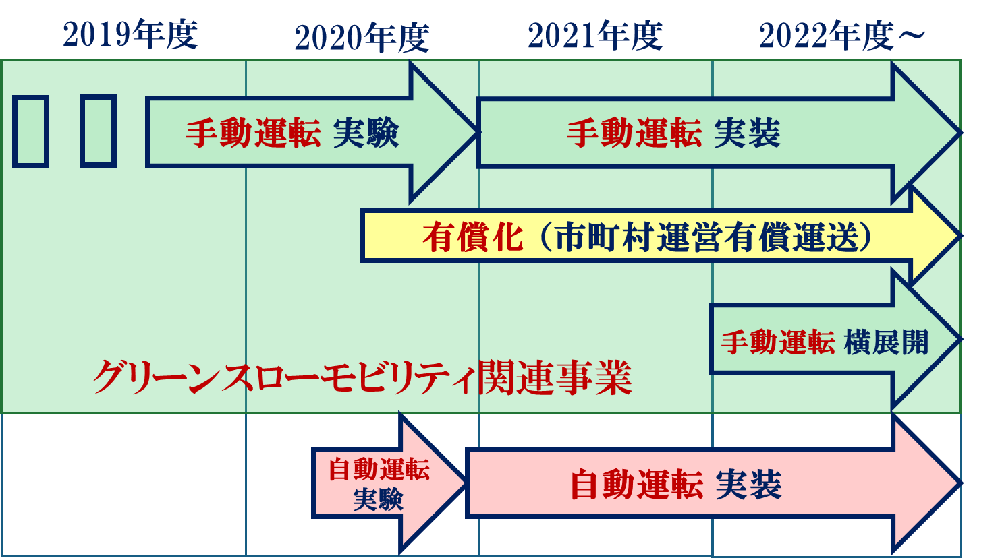 2019年度
2020年度
2021年度
2022年度～
手動運転 実験
手動運転 実装
有償化（市町村運営有償運送）
手動運転 横展開
グリーンスローモビリティ関連事業
自動運転
実験
自動運転 実装